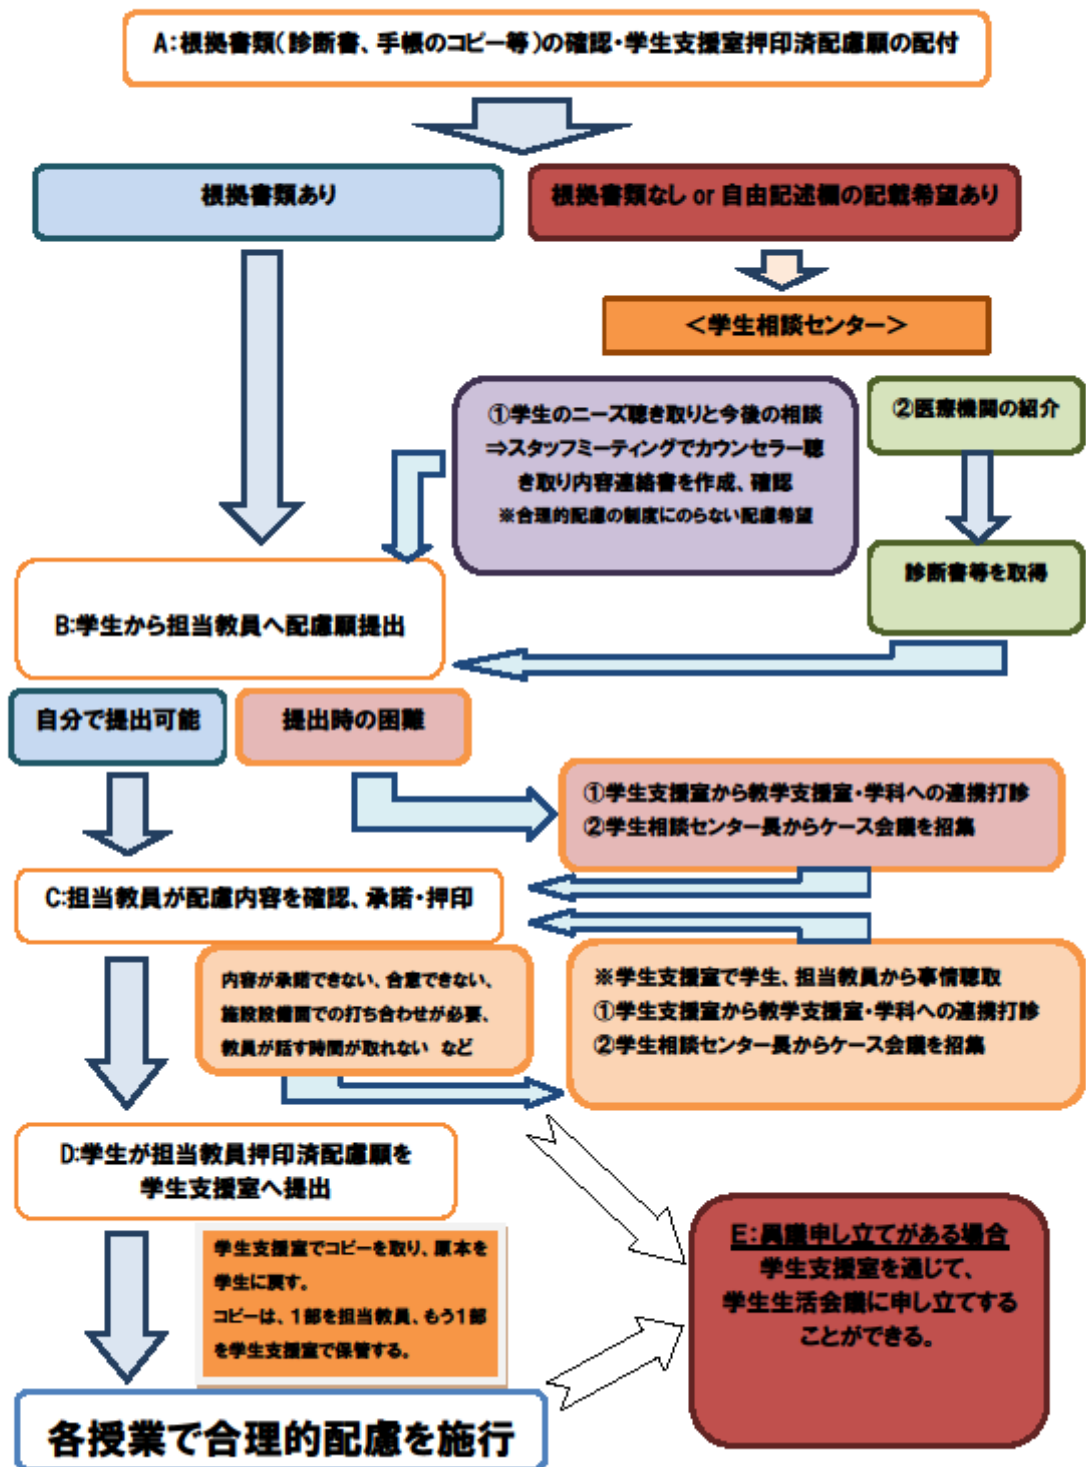 A:根拠書類(診断書、手帳のコピー等)の確認・学生支援室押印済配慮願の配付
根拠書類あり
根拠書類なし or 自由記述欄の記載希望あり
＜学生相談センター＞
①学生のニーズ聴き取りと今後の相談
⇒スタッフミーティングでカウンセラー聴
き取り内容連絡書を作成、確認
※合理的配慮の制度にのらない配慮希望
②医療機関の紹介
診断書等を取得
B:学生から担当教員へ配慮願提出
自分で提出可能
提出時の困難
①学生支援室から教学支援室・学科への連携打診
②学生相談センター長からケース会議を招集
C:担当教員が配慮内容を確認、承諾・押印
内容が承諾できない、合意できない、
施設設備面での打ち合わせが必要、
教員が話す時間が取れない など
※学生支援室で学生、担当教員から事情聴取
①学生支援室から教学支援室・学科への連携打診
②学生相談センター長からケース会議を招集
D:学生が担当教員押印済配慮願を
学生支援室へ提出
学生支援室でコピーを取り、原本を
学生に戻す。
コピーは、1部を担当教員、もう1部
を学生支援室で保管する。
E:異議申し立てがある場合
学生支援室を通じて、
学生生活会議に申し立てする
ことができる。
各授業で合理的配慮を施行